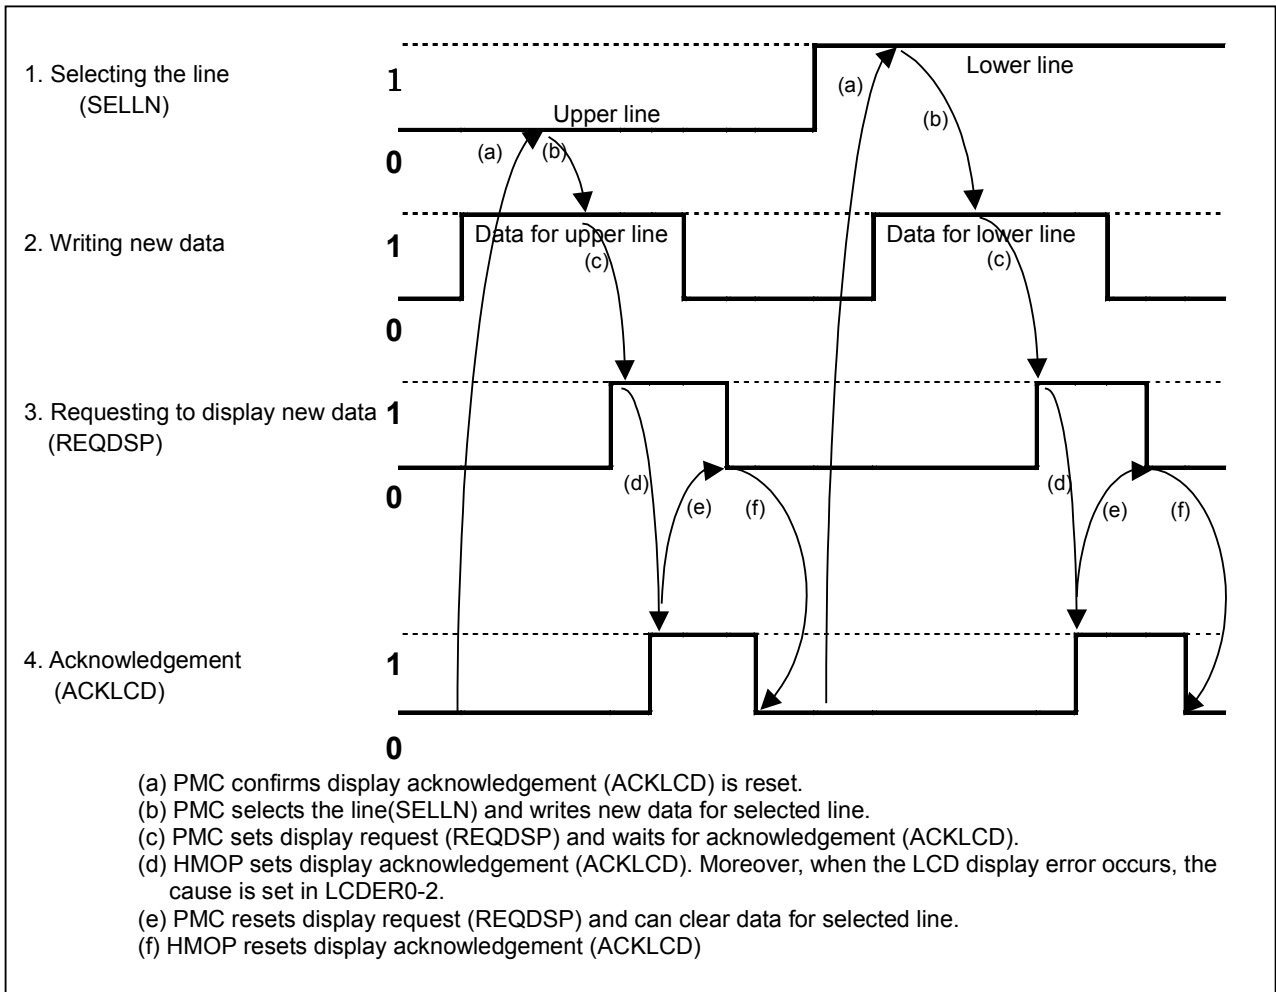 1. Selecting the line
(SELLN)
1
0
Upper line
Lower line
(a)
(b)
(a)
(b)
2. Writing new data
1
0
Data for upper line
Data for lower line
(c)
(c)
3. Requesting to display new data
(REQDSP)
1
0
(d)
(e)
(f)
(d)
(e)
(f)
4. Acknowledgement
(ACKLCD)
1
0
(a) PMC confirms display acknowledgement (ACKLCD) is reset.
(b) PMC selects the line(SELLN) and writes new data for selected line.
(c) PMC sets display request (REQDSP) and waits for acknowledgement (ACKLCD).
(d) HMOP sets display acknowledgement (ACKLCD). Moreover, when the LCD display error occurs, the
cause is set in LCDER0-2.
(e) PMC resets display request (REQDSP) and can clear data for selected line.
(f) HMOP resets display acknowledgement (ACKLCD)